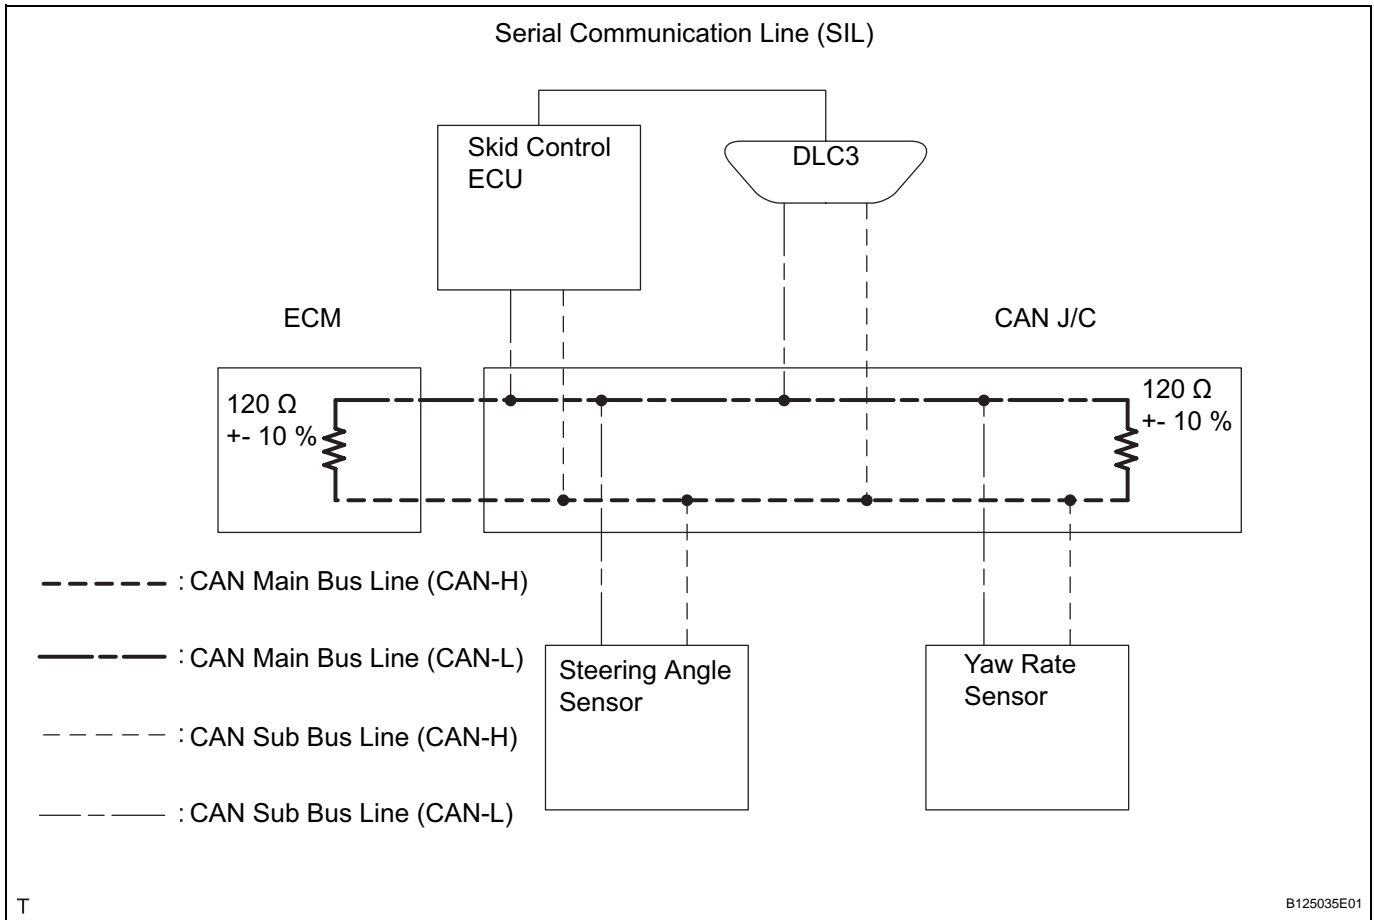 Serial Communication Line (SIL)
Skid Control
ECU
DLC3
ECM
CAN J/C
120 Ω
+- 10 %
120 Ω
+- 10 %
: CAN Main Bus Line (CAN-H)
: CAN Main Bus Line (CAN-L)
Steering Angle
Sensor
Yaw Rate
Sensor
: CAN Sub Bus Line (CAN-H)
: CAN Sub Bus Line (CAN-L)
T
B125035E01